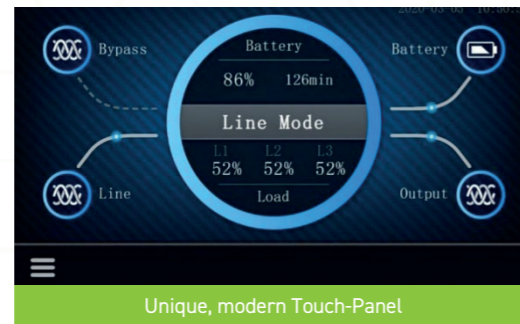 Bypass
Battery
Battery
86% 126min
Line Mode
L1 L2 L3
52% 52% 52%
Load
Line
Output
Unique, modern Touch-Panel